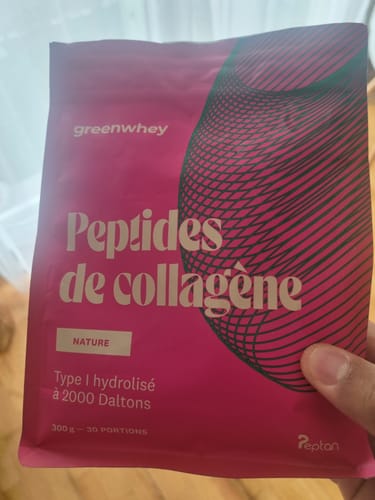 greenwhey
Peptides
de collagène
NATURE
Type I hydrolisé
à 2000 Daltons
300 g — 30 PORTIONS
Peptan